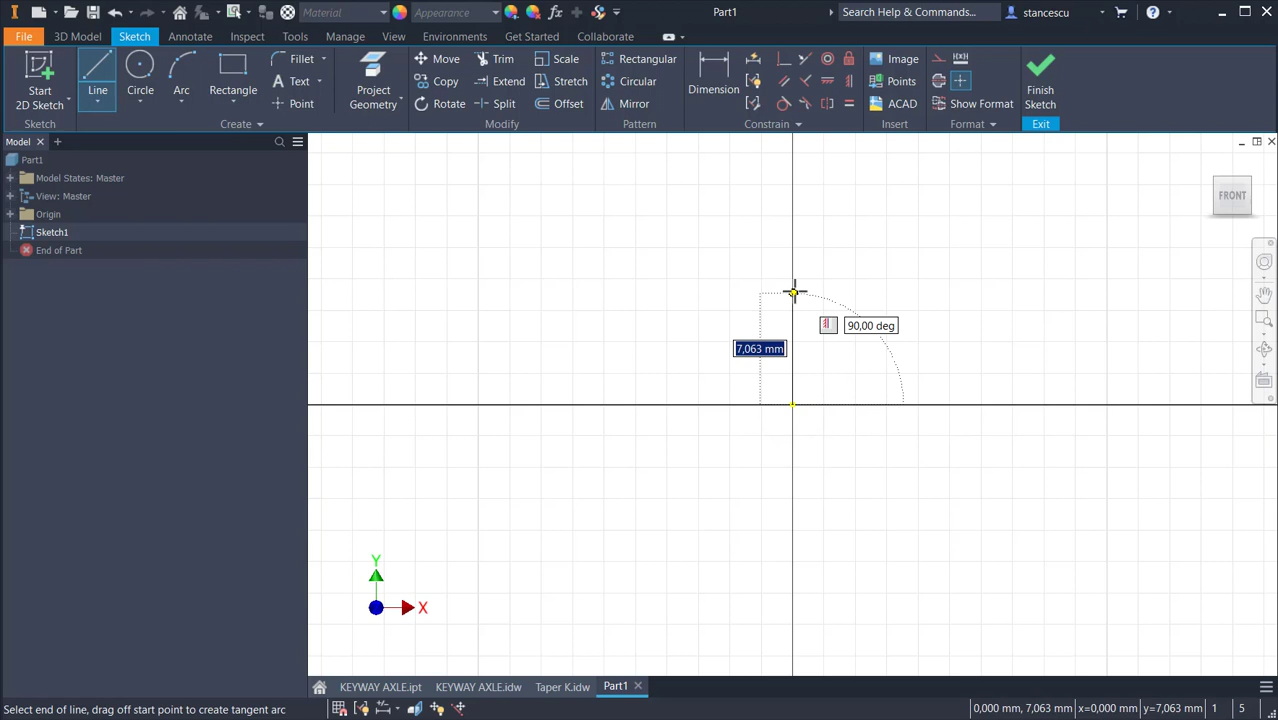 Material
Appearance
Part1
Search Help & Commands...
stancescu
File
3D Model
Sketch
Annotate
Inspect
Tools
Manage
View
Environments
Get Started
Collaborate
Start
2D Sketch
Line
Circle
Arc
Rectangle
Fillet
Text
Point
Project
Geometry
Move
Trim
Scale
Copy
Extend
Stretch
Rotate
Split
Offset
Rectangular
Circular
Mirror
Dimension
Image
Points
ACAD
Show Format
Finish
Sketch
Sketch
Create
Modify
Pattern
Constrain
Insert
Format
Exit
Model
Part1
Model States: Master
View: Master
Origin
Sketch1
End of Part
FRONT
90,00 deg
7,063 mm
Y
X
KEYWAY AXLE.ipt
KEYWAY AXLE.idw
Taper K.idw
Part1
Select end of line, drag off start point to create tangent arc
0,000 mm, 7,063 mm
x=0,000 mm
y=7,063 mm
1
5